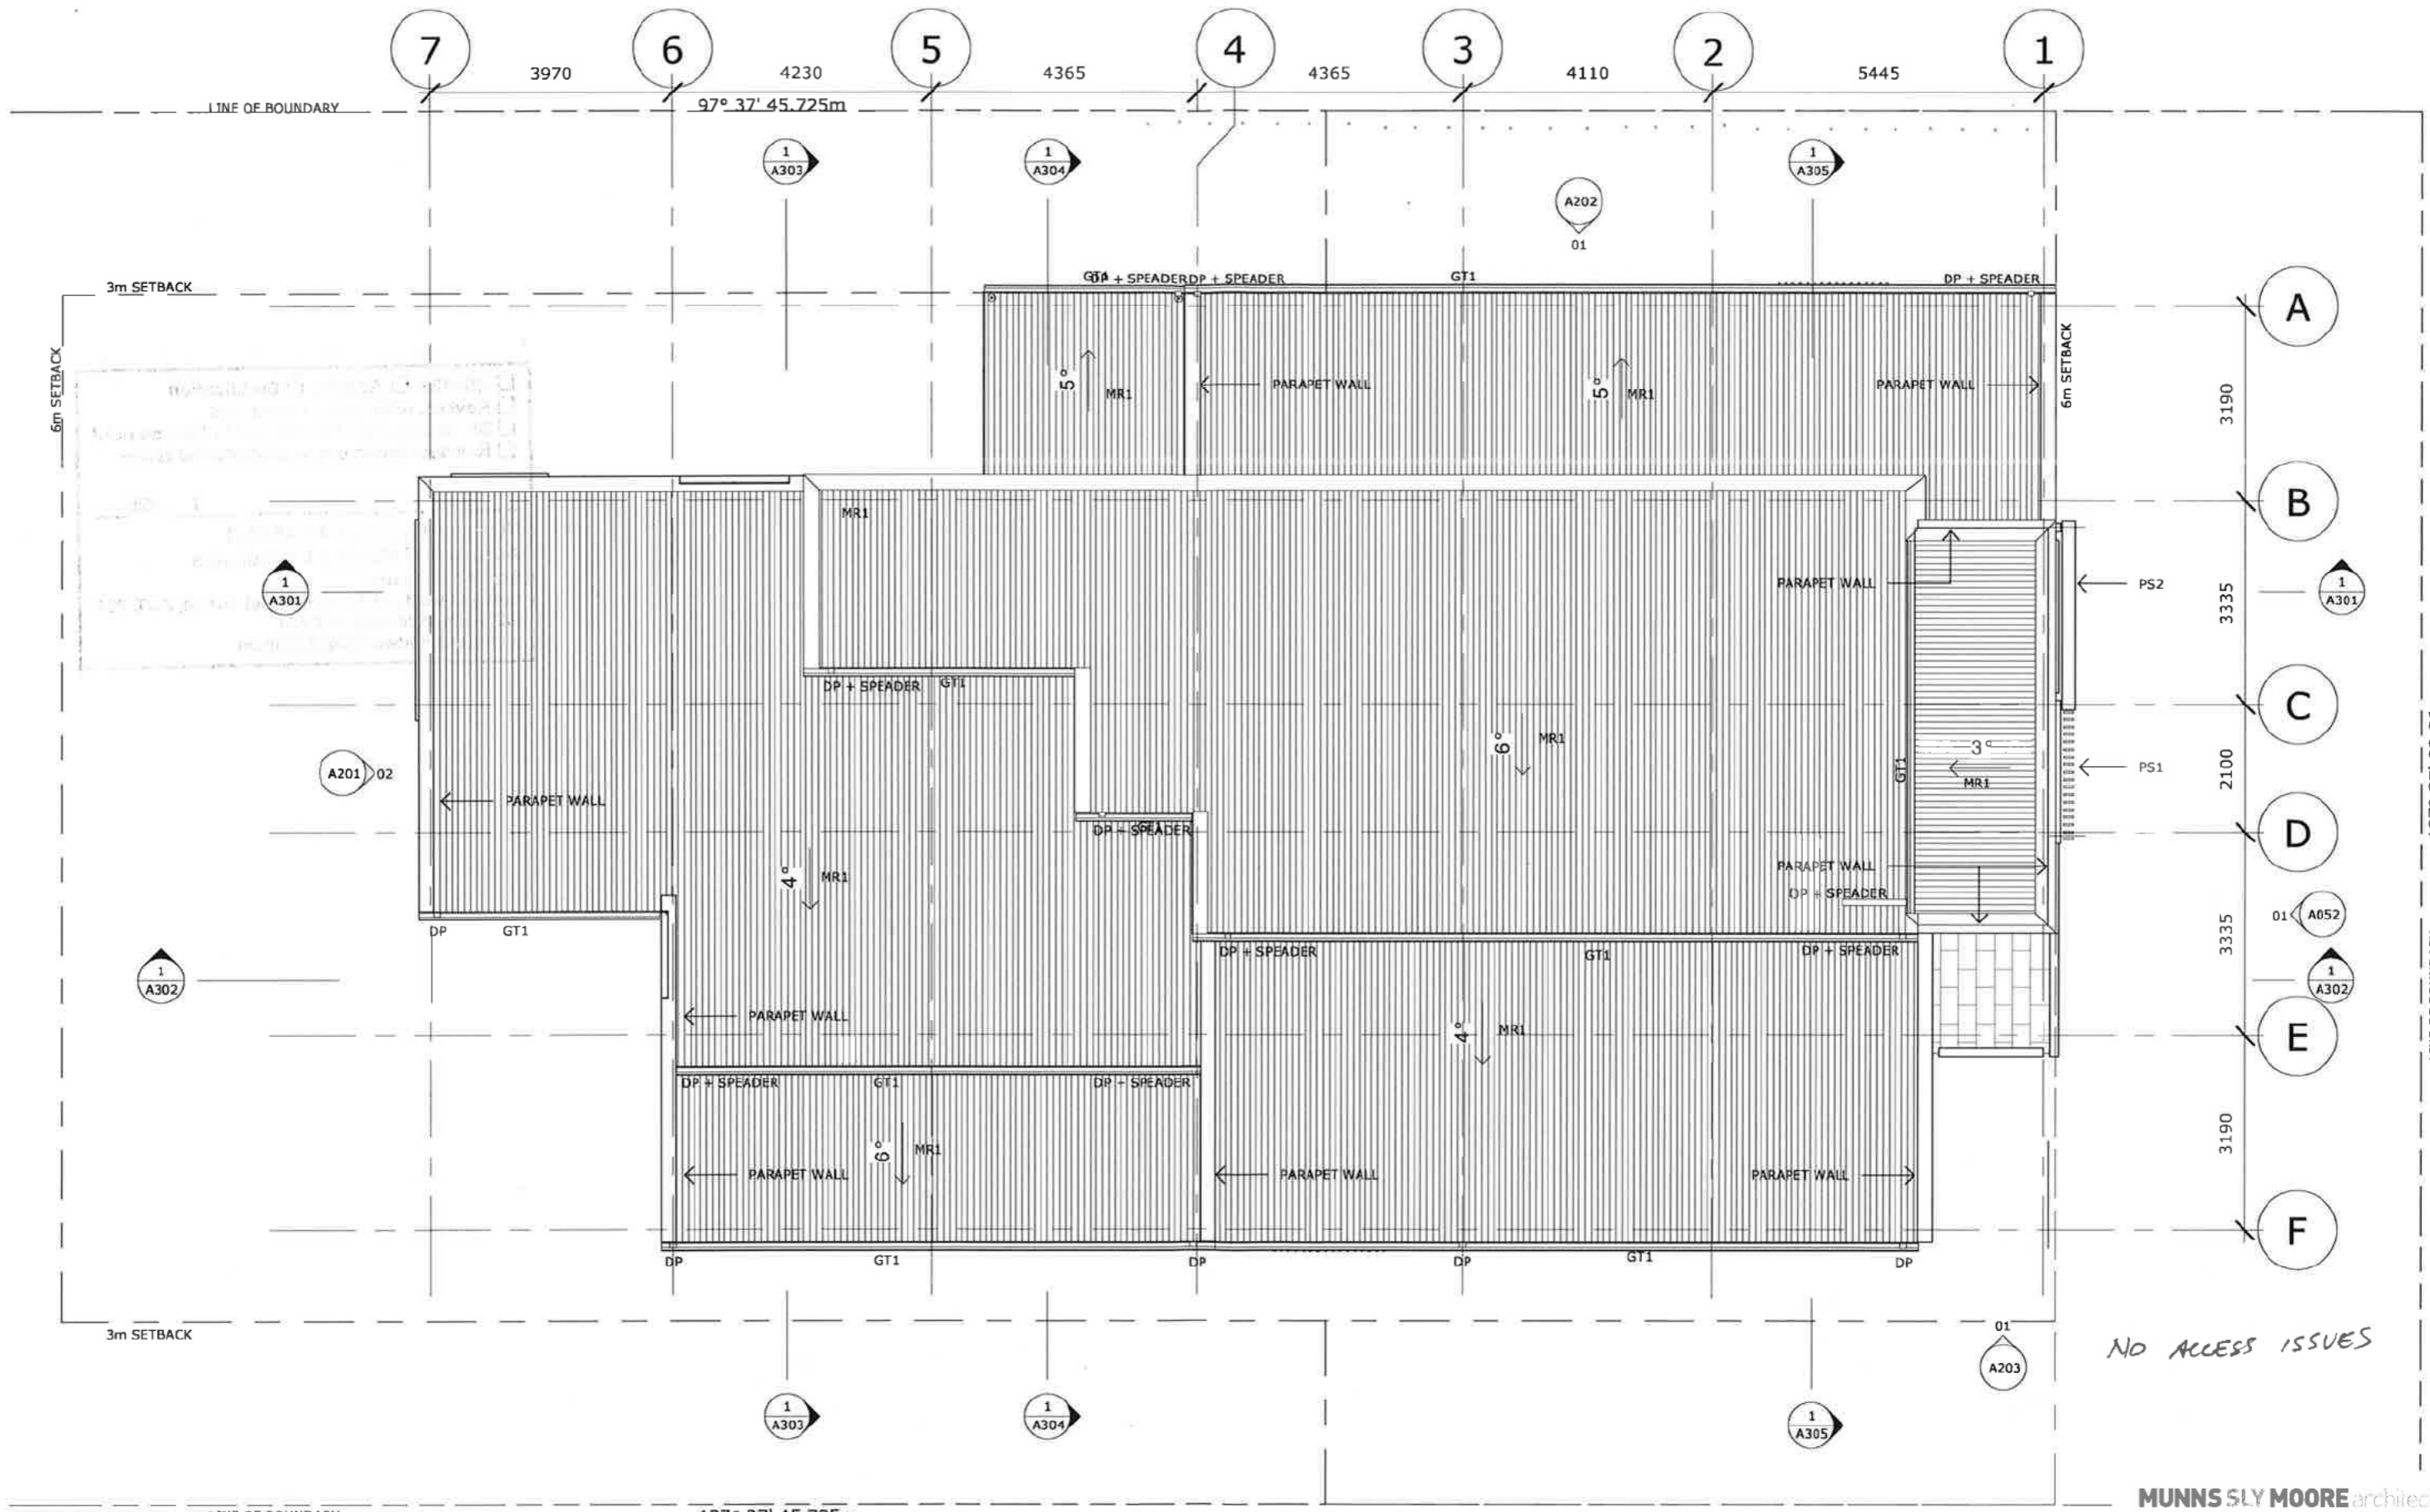 7 6 5 4 3 2 1
3970 4230 4365 4365 4110 5445
LINE OF BOUNDARY
97° 37' 45.725m
1 A303
1 A304
1 A305
A202
01
3m SETBACK
GT1
DP + SPEADER
DP + SPEADER
GT1
DP + SPEADER
A
6m SETBACK
6m SETBACK
5°
MR1
PARAPET WALL
5°
MR1
PARAPET WALL
3190
B
MR1
1 A301
PARAPET WALL
PS2
3335
1 A301
DP + SPEADER
GT1
C
6°
MR1
3°
MR1
GT1
PS1
2100
A201 02
PARAPET WALL
DP + SPEADER
D
4°
MR1
PARAPET WALL
DP + SPEADER
DP
GT1
01 A052
3335
DP + SPEADER
GT1
DP + SPEADER
1 A302
1 A302
PARAPET WALL
4°
MR1
E
DP + SPEADER
GT1
DP + SPEADER
6°
MR1
3190
PARAPET WALL
PARAPET WALL
PARAPET WALL
F
DP
GT1
DP
DP
GT1
DP
3m SETBACK
01
A203
NO ACCESS ISSUES
1 A303
1 A304
1 A305
MUNNS SLY MOORE